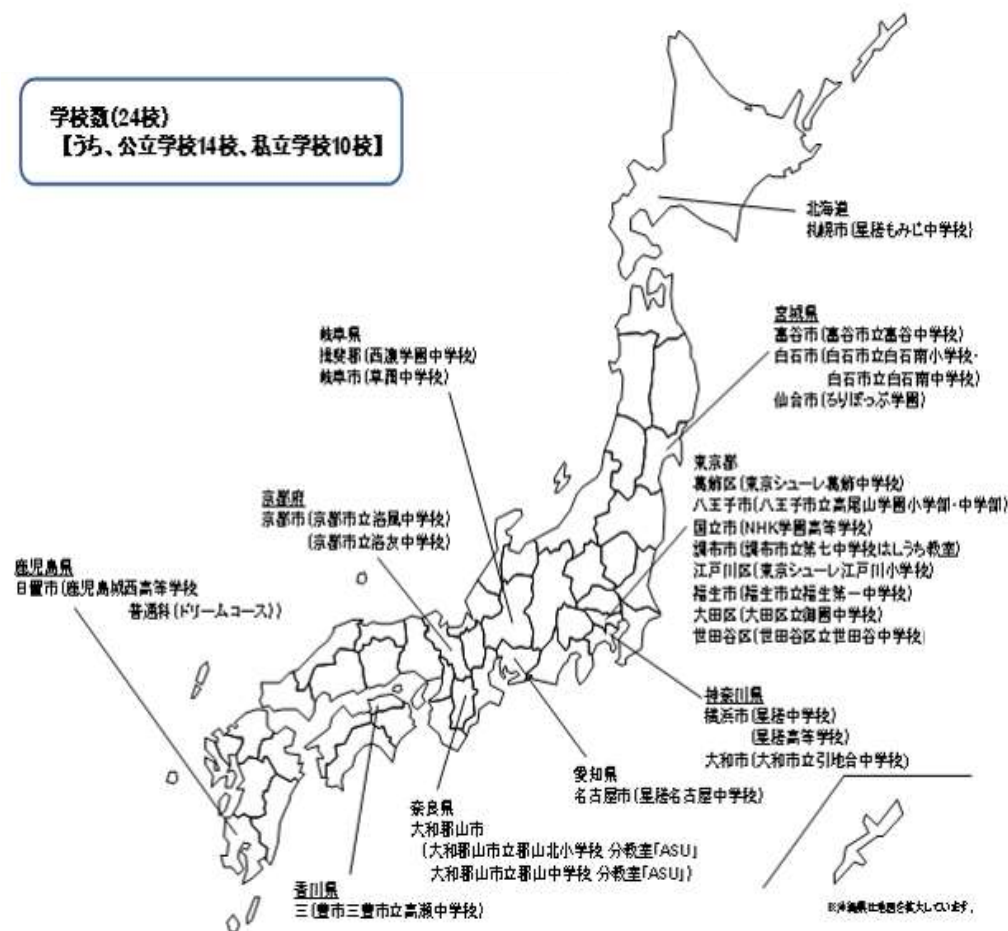 学校数(24校)
【うち、公立学校14校、私立学校10校】
北海道
札幌市(星槎もみじ中学校)
宮城県
富谷市(富谷市立富谷中学校)
白石市(白石市立白石南小学校・
白石市立白石南中学校)
仙台市(ろりぽっぷ学園)
岐阜県
揖斐郡(西濃学園中学校)
岐阜市(草潤中学校)
東京都
葛飾区(東京シューレ葛飾中学校)
八王子市(八王子市立高尾山学園小学部・中学部)
国立市(NHK学園高等学校)
調布市(調布市立第七中学校はしうち教室)
江戸川区(東京シューレ江戸川小学校)
福生市(福生市立福生第一中学校)
大田区(大田区立御園中学校)
世田谷区(世田谷区立世田谷中学校)
京都府
京都市(京都市立洛風中学校)
(京都市立洛友中学校)
鹿児島県
日置市(鹿児島城西高等学校
普通科(ドリームコース))
神奈川県
横浜市(星槎中学校)
(星槎高等学校)
大和市(大和市立引地台中学校)
愛知県
名古屋市(星槎名古屋中学校)
奈良県
大和郡山市
(大和郡山市立郡山北小学校 分教室「ASU」
大和郡山市立郡山中学校 分教室「ASU」)
香川県
三(豊市三豊市立高瀬中学校)
※沖縄県は地図を拡大しています。